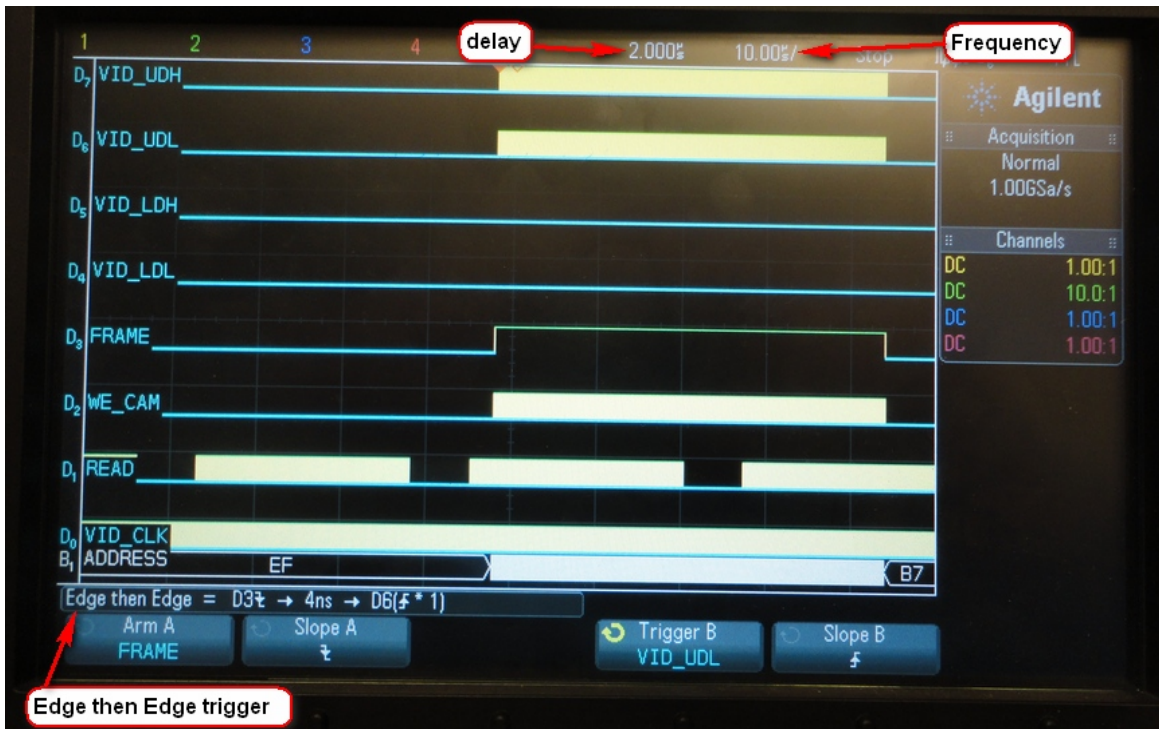 delay
Frequency
1 2 3 4 2.000 10.00 Stop
Agilent
D7 VID_UDH
D6 VID_UDL
D5 VID_LDH
D4 VID_LDL
D3 FRAME
D2 WE_CAM
D1 READ
D0 VID_CLK
B1 ADDRESS EF B7
Acquisition
Normal
1.00GSa/s
Channels
DC 1.00:1
DC 10.0:1
DC 1.00:1
DC 1.00:1
Edge then Edge = D3↴ → 4ns → D6(↑ * 1)
Arm A
FRAME
Slope A
Trigger B
VID_UDL
Slope B
Edge then Edge trigger